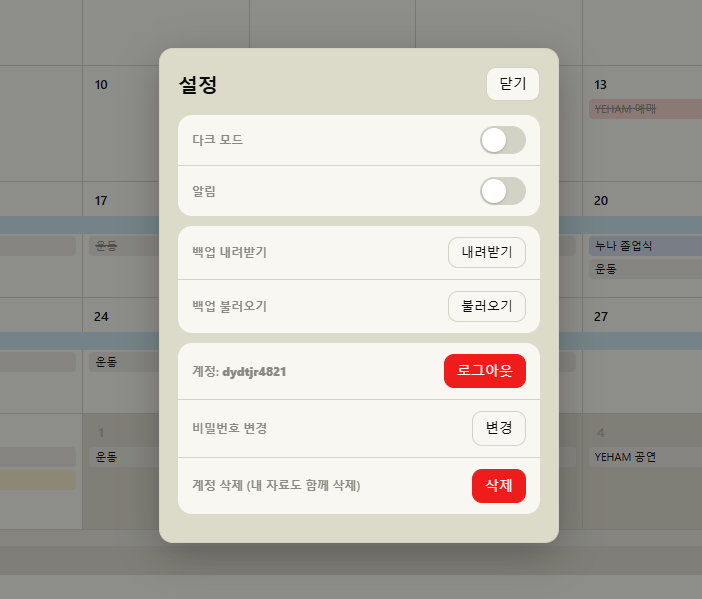 설정
닫기
다크 모드
알림
백업 내려받기
내려받기
백업 불러오기
불러오기
계정: dydtjr4821
로그아웃
비밀번호 변경
변경
계정 삭제 (내 자료도 함께 삭제)
삭제
10
13
YEHAM 예매
17
20
운동
누나 졸업식
운동
24
27
운동
1
4
운동
YEHAM 공연